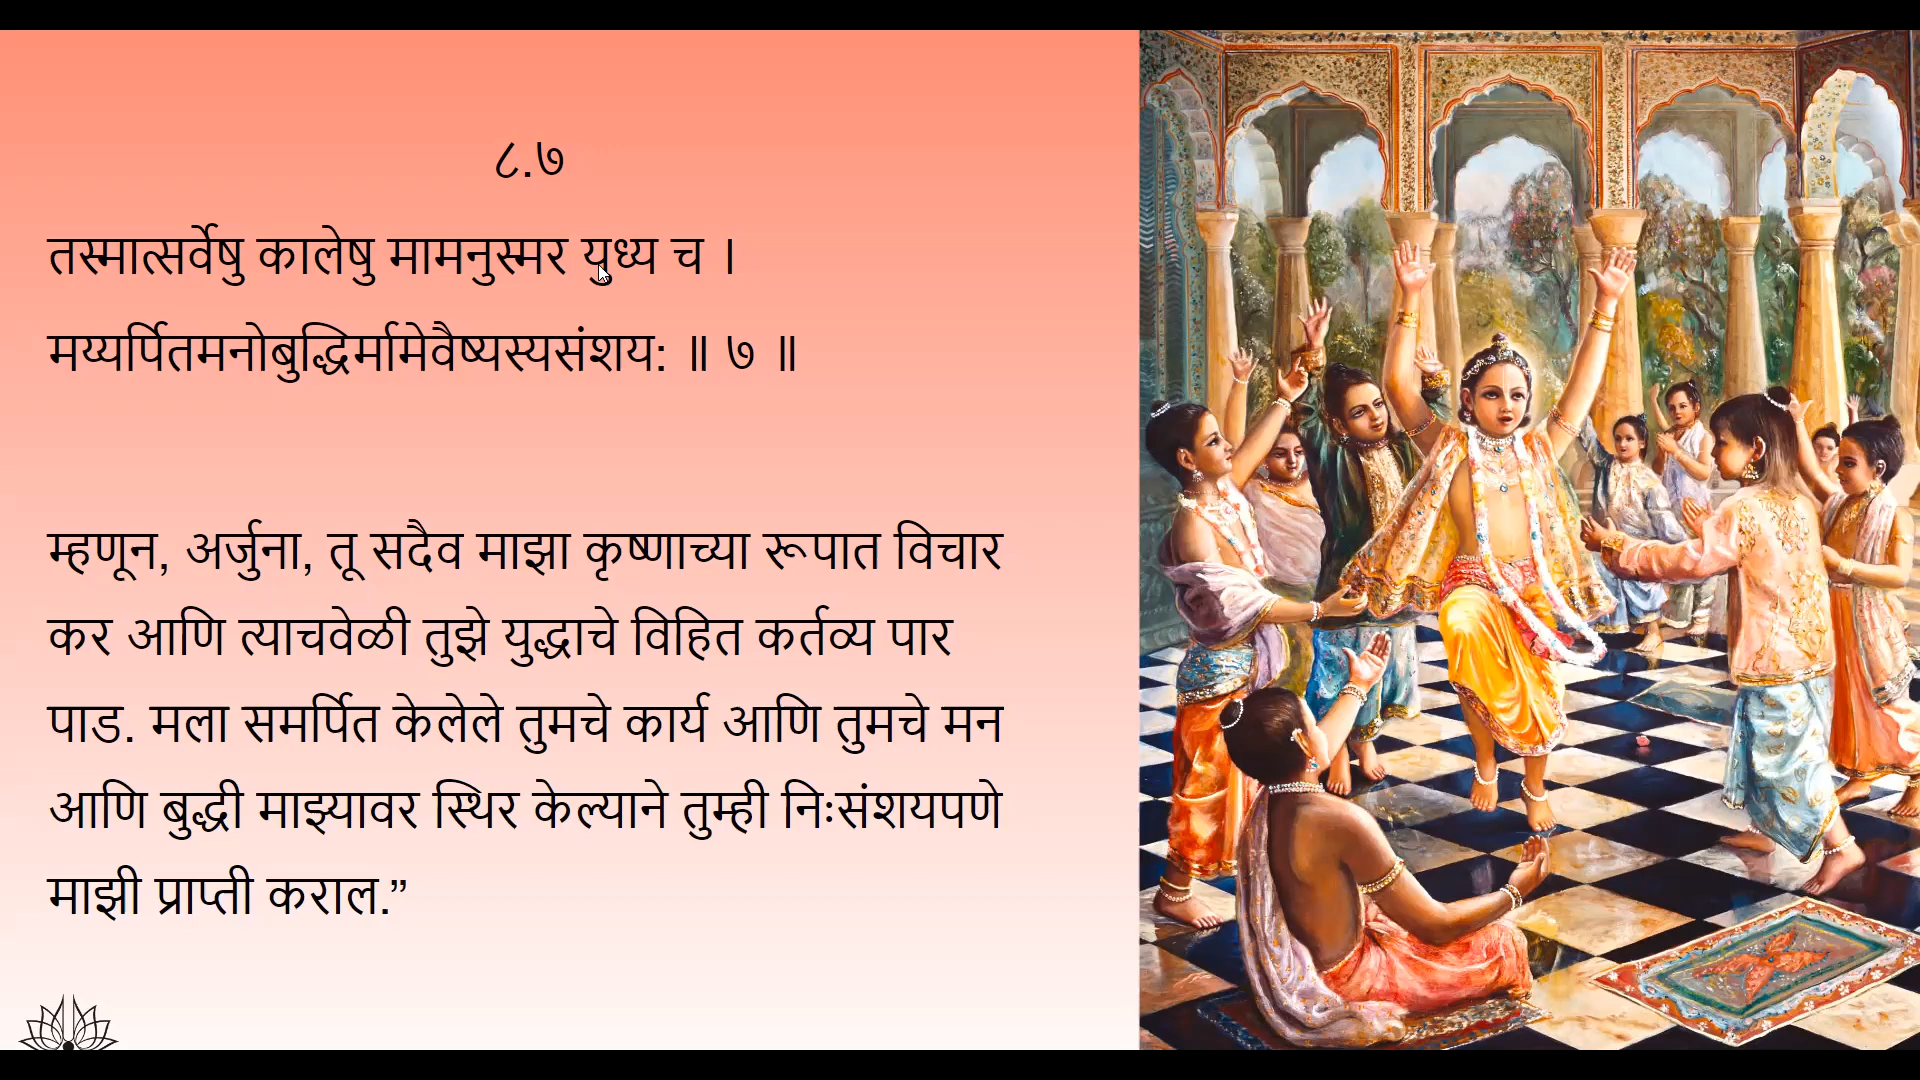 ८.७
तस्मात्सर्वेषु कालेषु मामनुस्मर युध्य च ।
मय्यर्पितमनोबुद्धिर्मामेवैष्यस्यसंशय: ॥ ७ ॥
म्हणून, अर्जुना, तू सदैव माझा कृष्णाच्या रूपात विचार
कर आणि त्याचवेळी तुझे युद्धाचे विहित कर्तव्य पार
पाड. मला समर्पित केलेले तुमचे कार्य आणि तुमचे मन
आणि बुद्धी माझ्यावर स्थिर केल्याने तुम्ही निःसंशयपणे
माझी प्राप्ती कराल.”